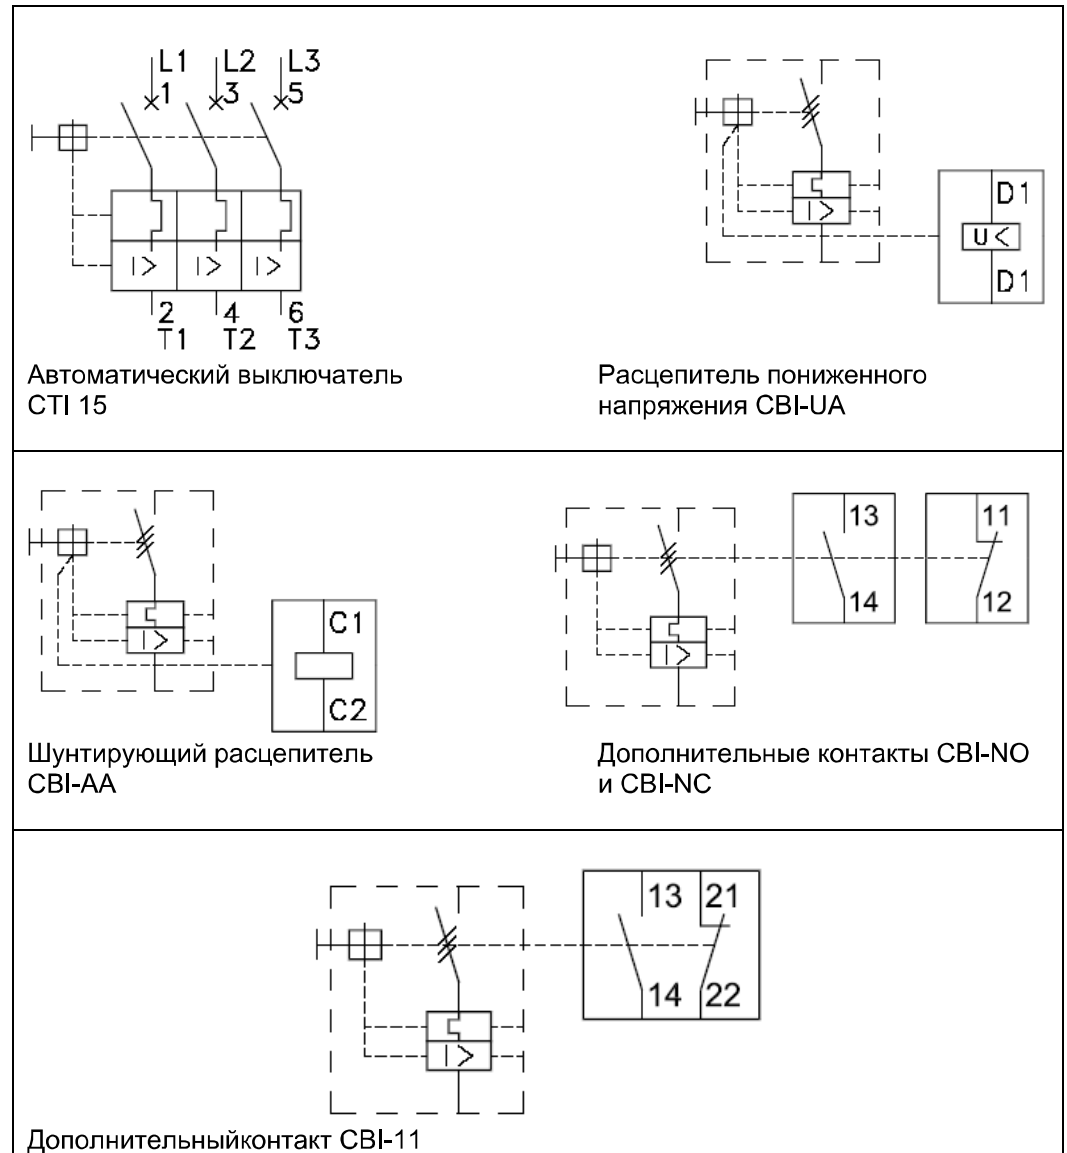 L1 L2 L3
1 3 5
I> I> I>
2 4 6
T1 T2 T3
Автоматический выключатель
CTI 15
I>
D1
U<
D1
Расцепитель пониженного
напряжения CBI-UA
I>
C1
C2
Шунтирующий расцепитель
CBI-AA
13 11
14 12
I>
Дополнительные контакты CBI-NO
и CBI-NC
13 21
14 22
I>
Дополнительныйконтакт CBI-11